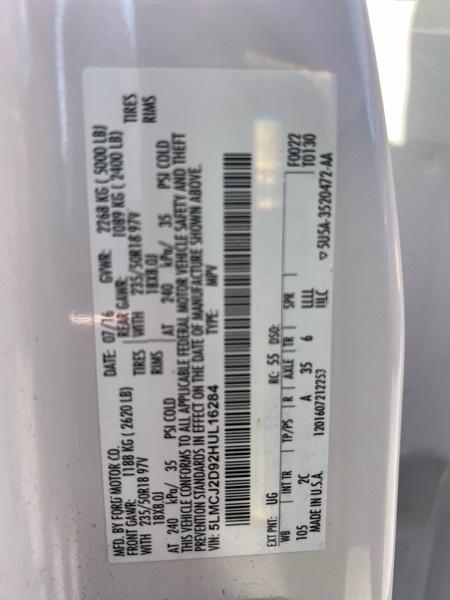 MFD. BY FORD MOTOR CO. DATE: 07/16 GVWR: 2268 KG (5000 LB)
FRONT GAWR: 1188 KG (2620 LB) REAR GAWR: 1089 KG (2400 LB)
WITH 235/50R18 97V TIRES WITH 235/50R18 97V TIRES
18X8.0J RIMS 18X8.0J RIMS
AT 240 kPa/ 35 PSI COLD AT 240 kPa/ 35 PSI COLD
THIS VEHICLE CONFORMS TO ALL APPLICABLE FEDERAL MOTOR VEHICLE SAFETY AND THEFT
PREVENTION STANDARDS IN EFFECT ON THE DATE OF MANUFACTURE SHOWN ABOVE.
VIN: 5LMCJ2D92HUL16284 TYPE: MPV
F0022
T0130
EXT PNT: UG RC: 55 DSO:
WB INT TR TP/PS R AXLE TR SPR
105 2C A 35 6 LLLL
MADE IN U.S.A. 1201607212253 ▽5U5A-3520472-AA